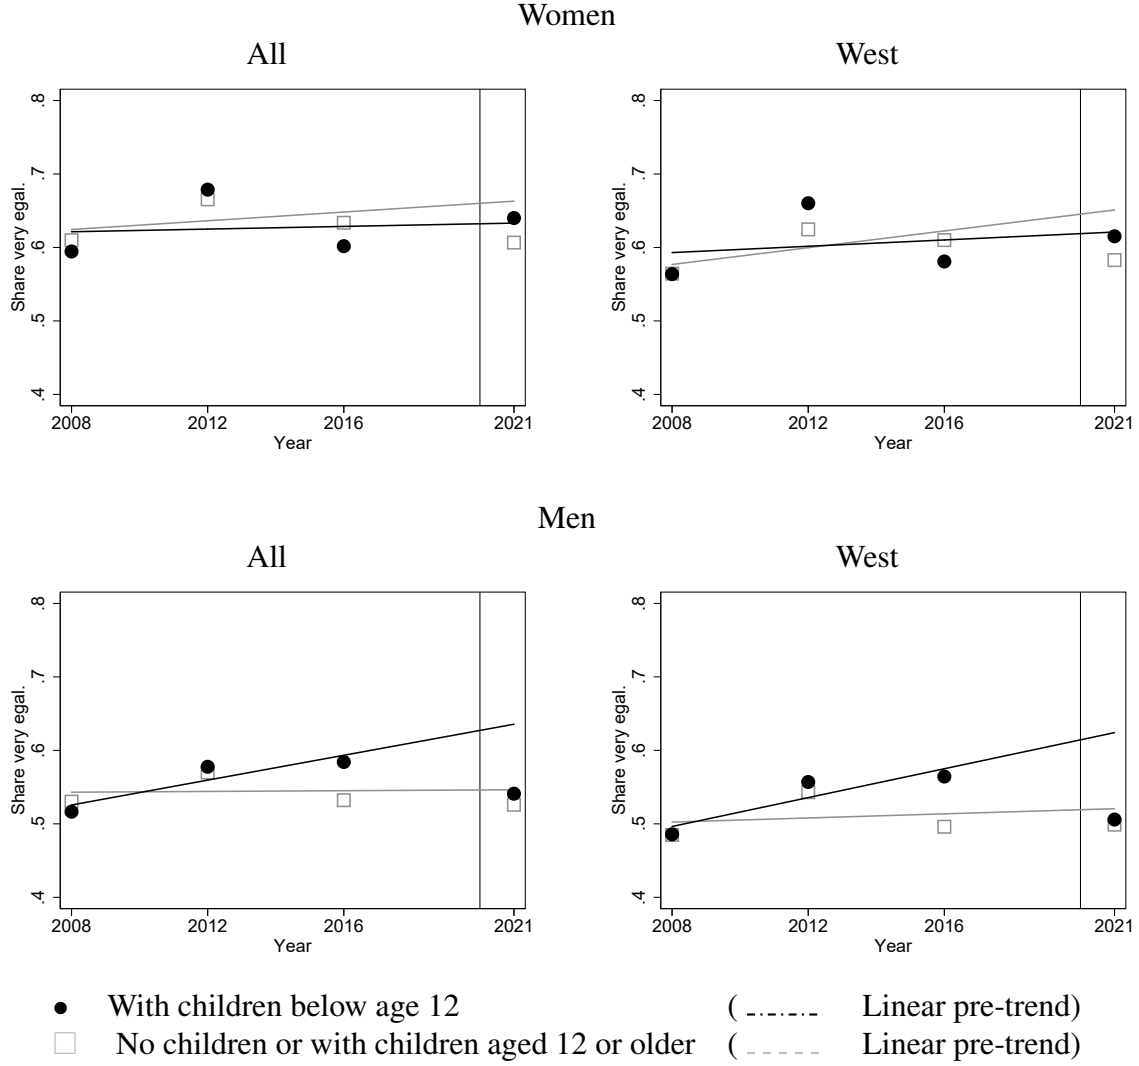 Women
All
West
Share very egal.
.8
.7
.6
.5
.4
2008
2012
2016
2021
Year
Share very egal.
.8
.7
.6
.5
.4
2008
2012
2016
2021
Year
Men
All
West
Share very egal.
.8
.7
.6
.5
.4
2008
2012
2016
2021
Year
Share very egal.
.8
.7
.6
.5
.4
2008
2012
2016
2021
Year
With children below age 12 ( Linear pre-trend)
No children or with children aged 12 or older ( Linear pre-trend)